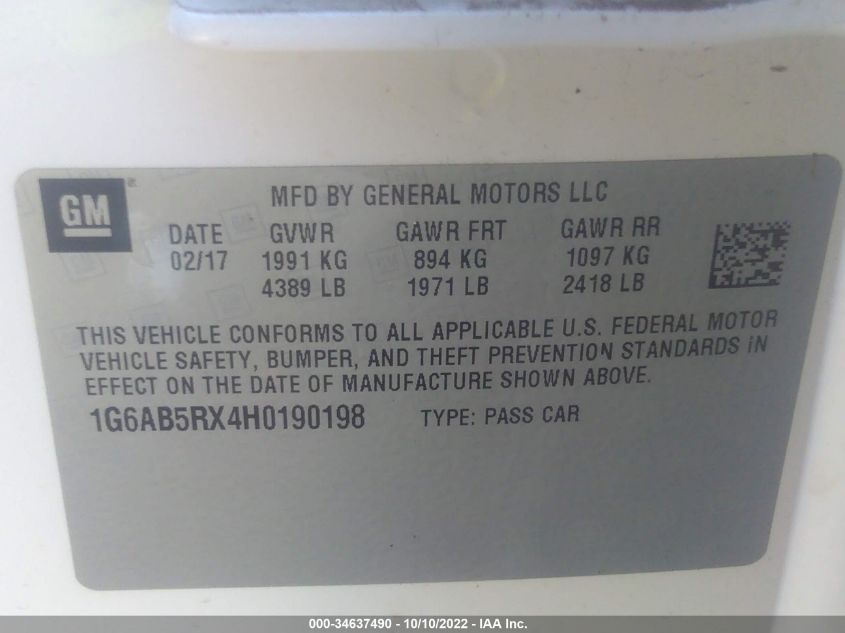 GM
MFD BY GENERAL MOTORS LLC
DATE GVWR GAWR FRT GAWR RR
02/17 1991 KG 894 KG 1097 KG
4389 LB 1971 LB 2418 LB
THIS VEHICLE CONFORMS TO ALL APPLICABLE U.S. FEDERAL MOTOR
VEHICLE SAFETY, BUMPER, AND THEFT PREVENTION STANDARDS IN
EFFECT ON THE DATE OF MANUFACTURE SHOWN ABOVE.
1G6AB5RX4H0190198 TYPE: PASS CAR
000-34637490 - 10/10/2022 - IAA Inc.